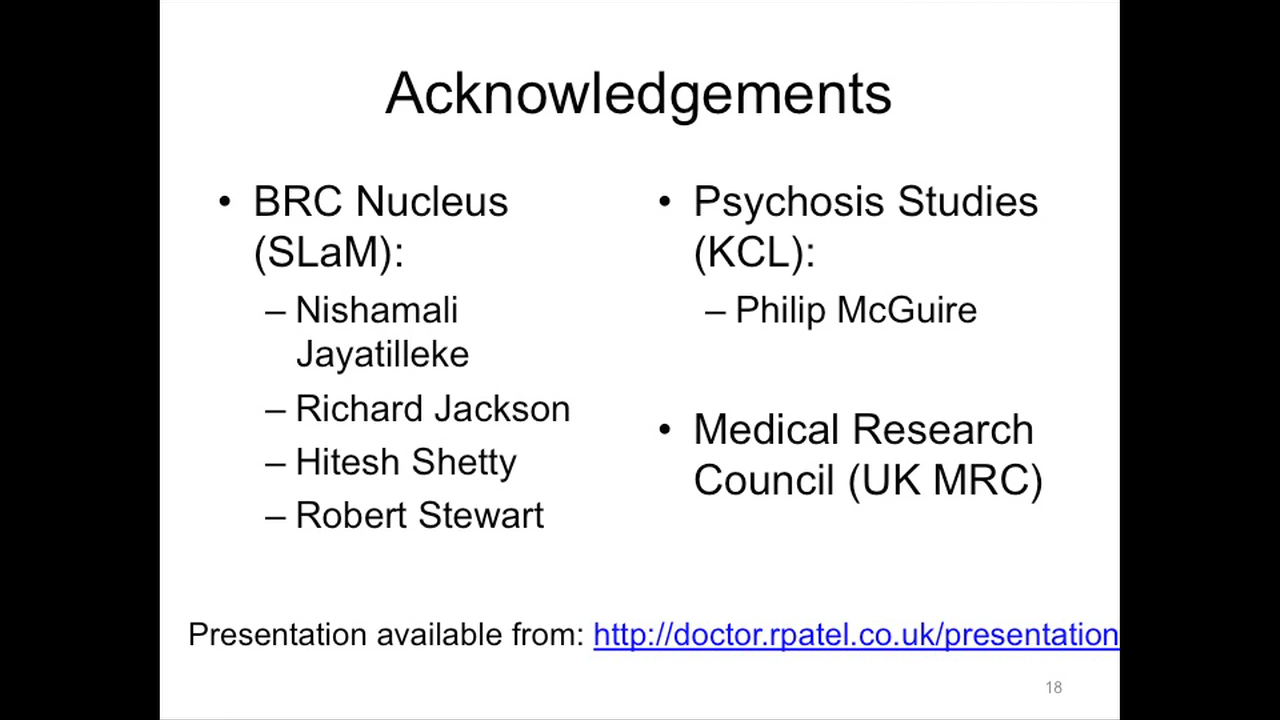 Acknowledgements
• BRC Nucleus
(SLaM):
– Nishamali
Jayatilleke
– Richard Jackson
– Hitesh Shetty
– Robert Stewart
• Psychosis Studies
(KCL):
– Philip McGuire
• Medical Research
Council (UK MRC)
Presentation available from: http://doctor.rpatel.co.uk/presentation
18